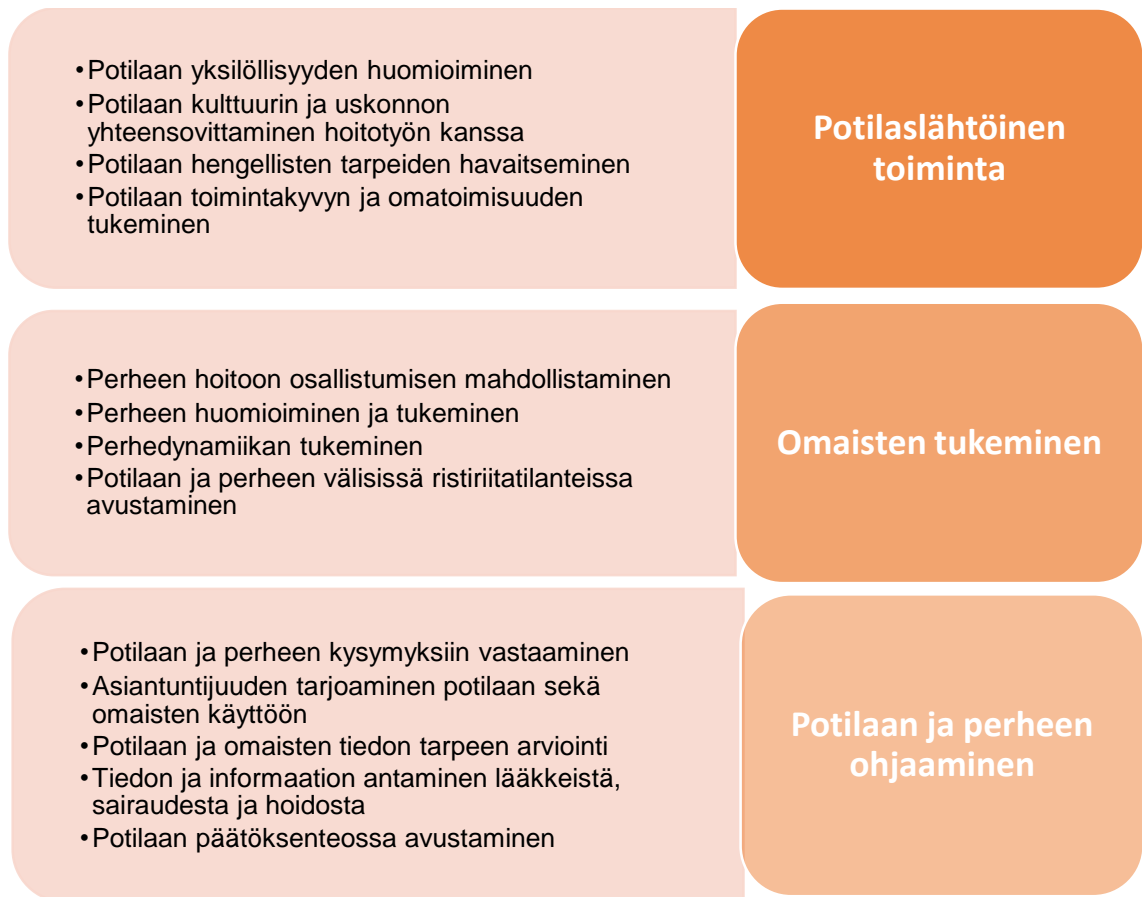 •Potilaan yksilöllisyyden huomioiminen
•Potilaan kulttuurin ja uskonnon
yhteensovittaminen hoitotyön kanssa
•Potilaan hengellisten tarpeiden havaitseminen
•Potilaan toimintakyvyn ja omatoimisuuden
tukeminen
Potilaslähtöinen
toiminta
•Perheen hoitoon osallistumisen mahdollistaminen
•Perheen huomioiminen ja tukeminen
•Perhedynamiikan tukeminen
•Potilaan ja perheen välisissä ristiriitatilanteissa
avustaminen
Omaisten tukeminen
•Potilaan ja perheen kysymyksiin vastaaminen
•Asiantuntijuuden tarjoaminen potilaan sekä
omaisten käyttöön
•Potilaan ja omaisten tiedon tarpeen arviointi
•Tiedon ja informaation antaminen lääkkeistä,
sairaudesta ja hoidosta
•Potilaan päätöksenteossa avustaminen
Potilaan ja perheen
ohjaaminen